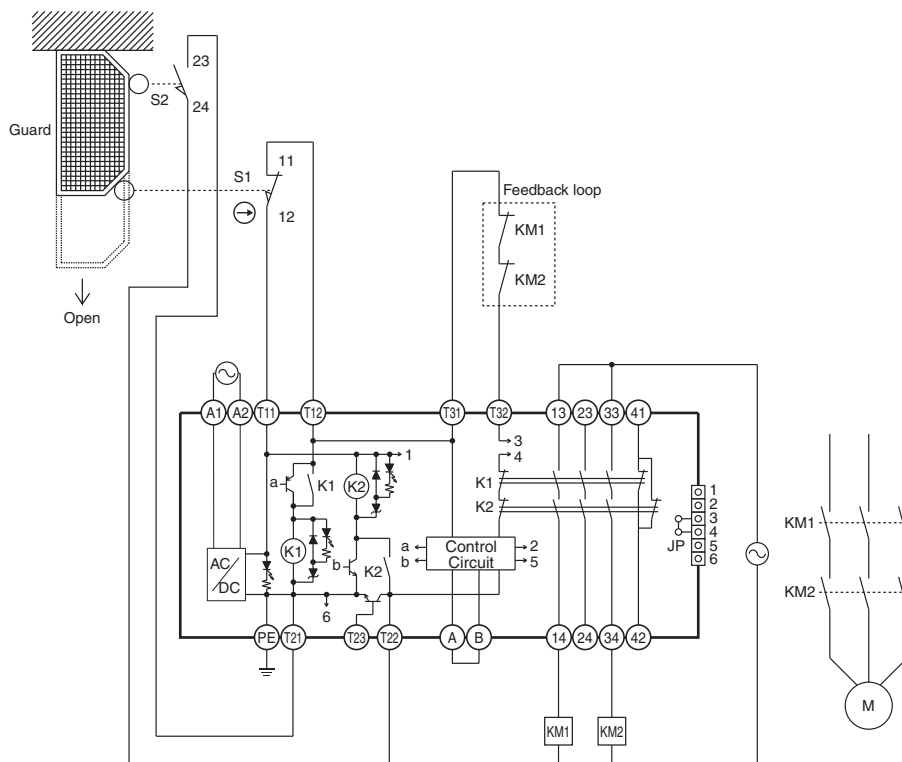 23
S2
24
Guard
11
S1
12
Feedback loop
KM1
KM2
Open
A1 A2 T11 T12 T31 T32 13 23 33 41
1
3
4
a
K1
K2
K1
K2
1
2
3
4
5
6
JP
KM1
K1
b
K2
a
b
Control
Circuit
2
5
AC
DC
KM2
6
PE T21 T23 T22 A B 14 24 34 42
M
KM1 KM2